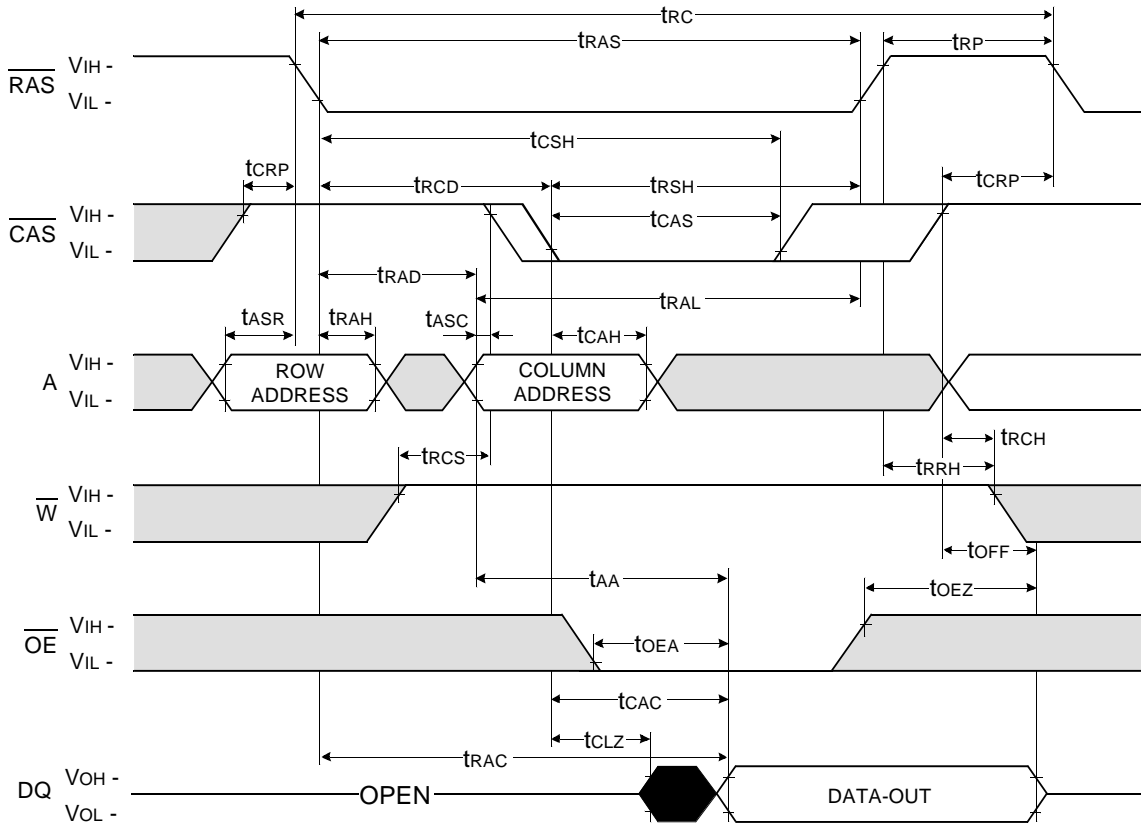 tRC
tRAS
tRP
RAS
VIH -
VIL -
tCSH
tCRP
tRCD
tRSH
tCRP
CAS
VIH -
VIL -
tCAS
tRAD
tRAL
tASR
tRAH
tASC
tCAH
A
VIH -
VIL -
ROW
ADDRESS
COLUMN
ADDRESS
tRCH
tRCS
tRRH
W
VIH -
VIL -
tOFF
tAA
tOEZ
OE
VIH -
VIL -
tOEA
tCAC
tCLZ
tRAC
DQ
VOH -
VOL -
OPEN
DATA-OUT